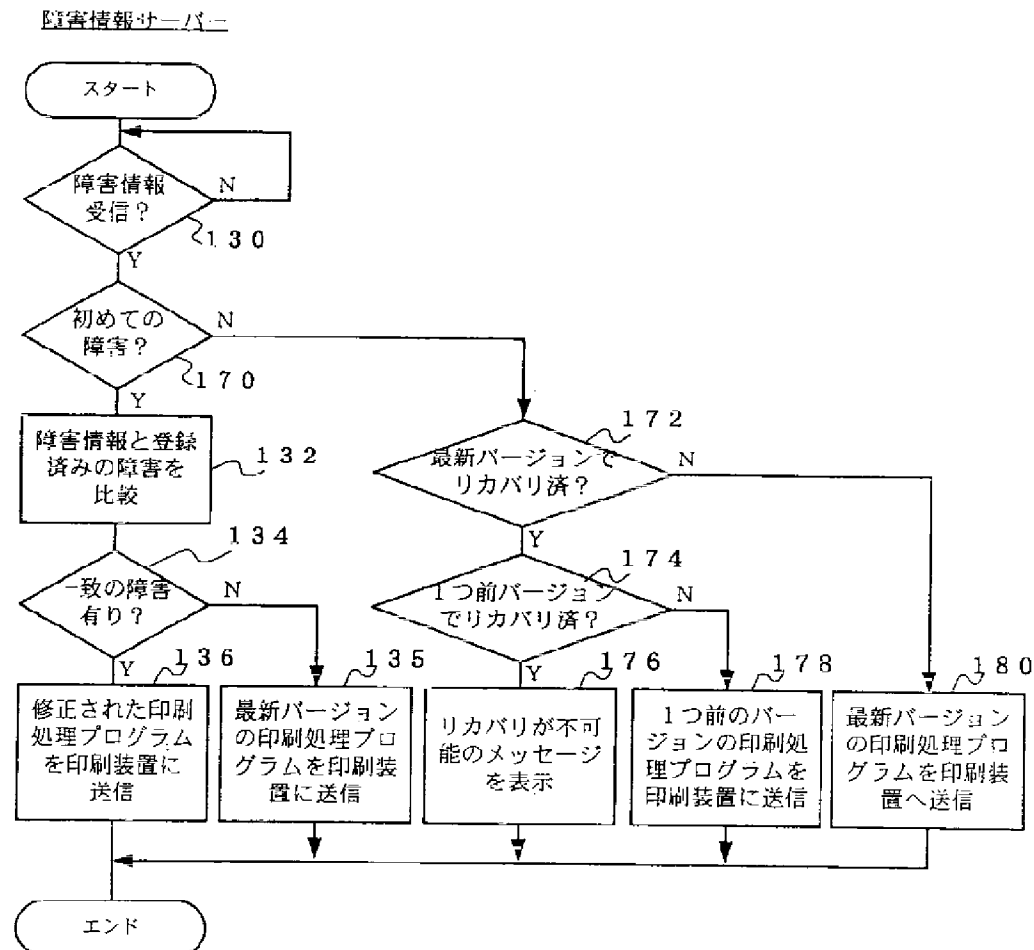 障害情報サーバー
スタート
障害情報
受信？
N
130
Y
初めての
障害？
N
170
Y
障害情報と登録
済みの障害を
比較
132
172
最新バージョンで
リカバリ済？
N
Y
134
一致の障害
有り？
N
Y
174
1つ前バージョン
でリカバリ済？
N
Y
136
修正された印刷
処理プログラム
を印刷装置に
送信
135
最新バージョン
の印刷処理プロ
グラムを印刷装
置に送信
176
リカバリが不可
能のメッセージ
を表示
178
1つ前のバー
ジョンの印刷処
理プログラムを
印刷装置に送信
180
最新バージョン
の印刷処理プロ
グラムを印刷装
置へ送信
エンド